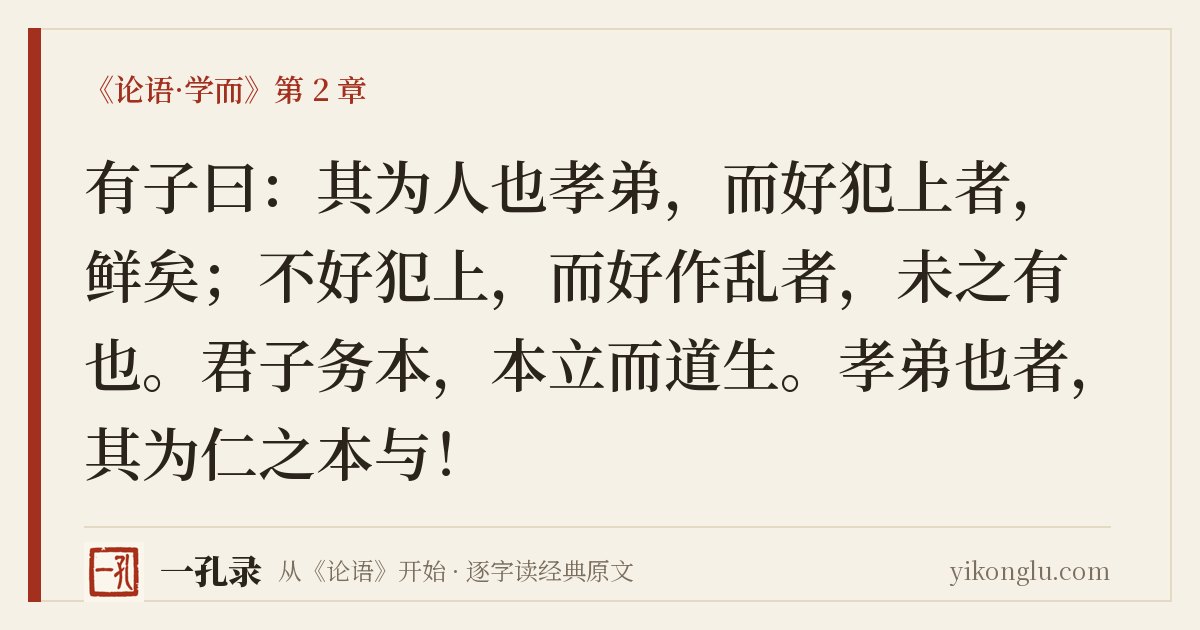 《论语·学而》第 2 章
有子曰：其为人也孝弟，而好犯上者，
鲜矣；不好犯上，而好作乱者，未之有
也。君子务本，本立而道生。孝弟也者，
其为仁之本与！
一孔
一孔录 从《论语》开始 · 逐字读经典原文 yikonglu.com